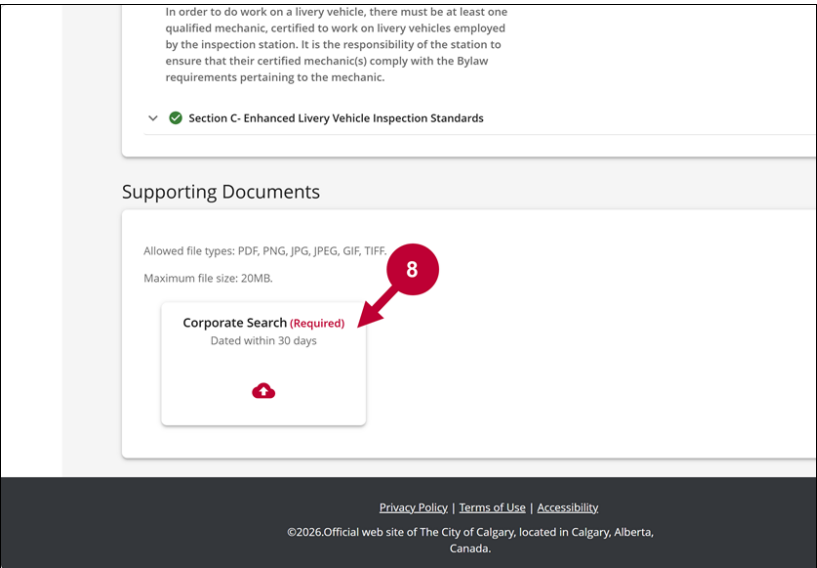 In order to do work on a livery vehicle, there must be at least one
qualified mechanic, certified to work on livery vehicles employed
by the inspection station. It is the responsibility of the station to
ensure that their certified mechanic(s) comply with the Bylaw
requirements pertaining to the mechanic.
Section C- Enhanced Livery Vehicle Inspection Standards
Supporting Documents
Allowed file types: PDF, PNG, JPG, JPEG, GIF, TIFF.
Maximum file size: 20MB.
8
Corporate Search (Required)
Dated within 30 days
Privacy Policy | Terms of Use | Accessibility
©2026.Official web site of The City of Calgary, located in Calgary, Alberta,
Canada.